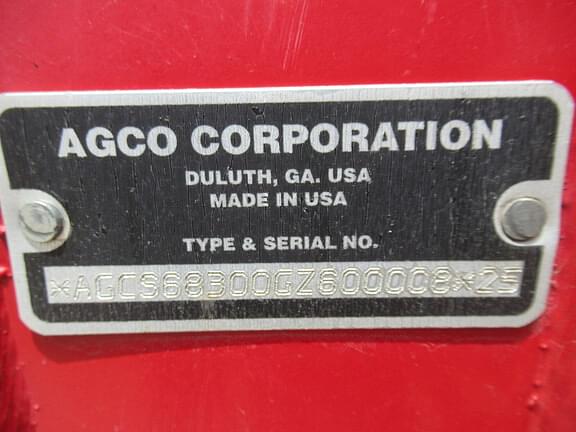 AGCO CORPORATION
DULUTH, GA. USA
MADE IN USA
TYPE & SERIAL NO.
*AGCS68300GZ600008*25